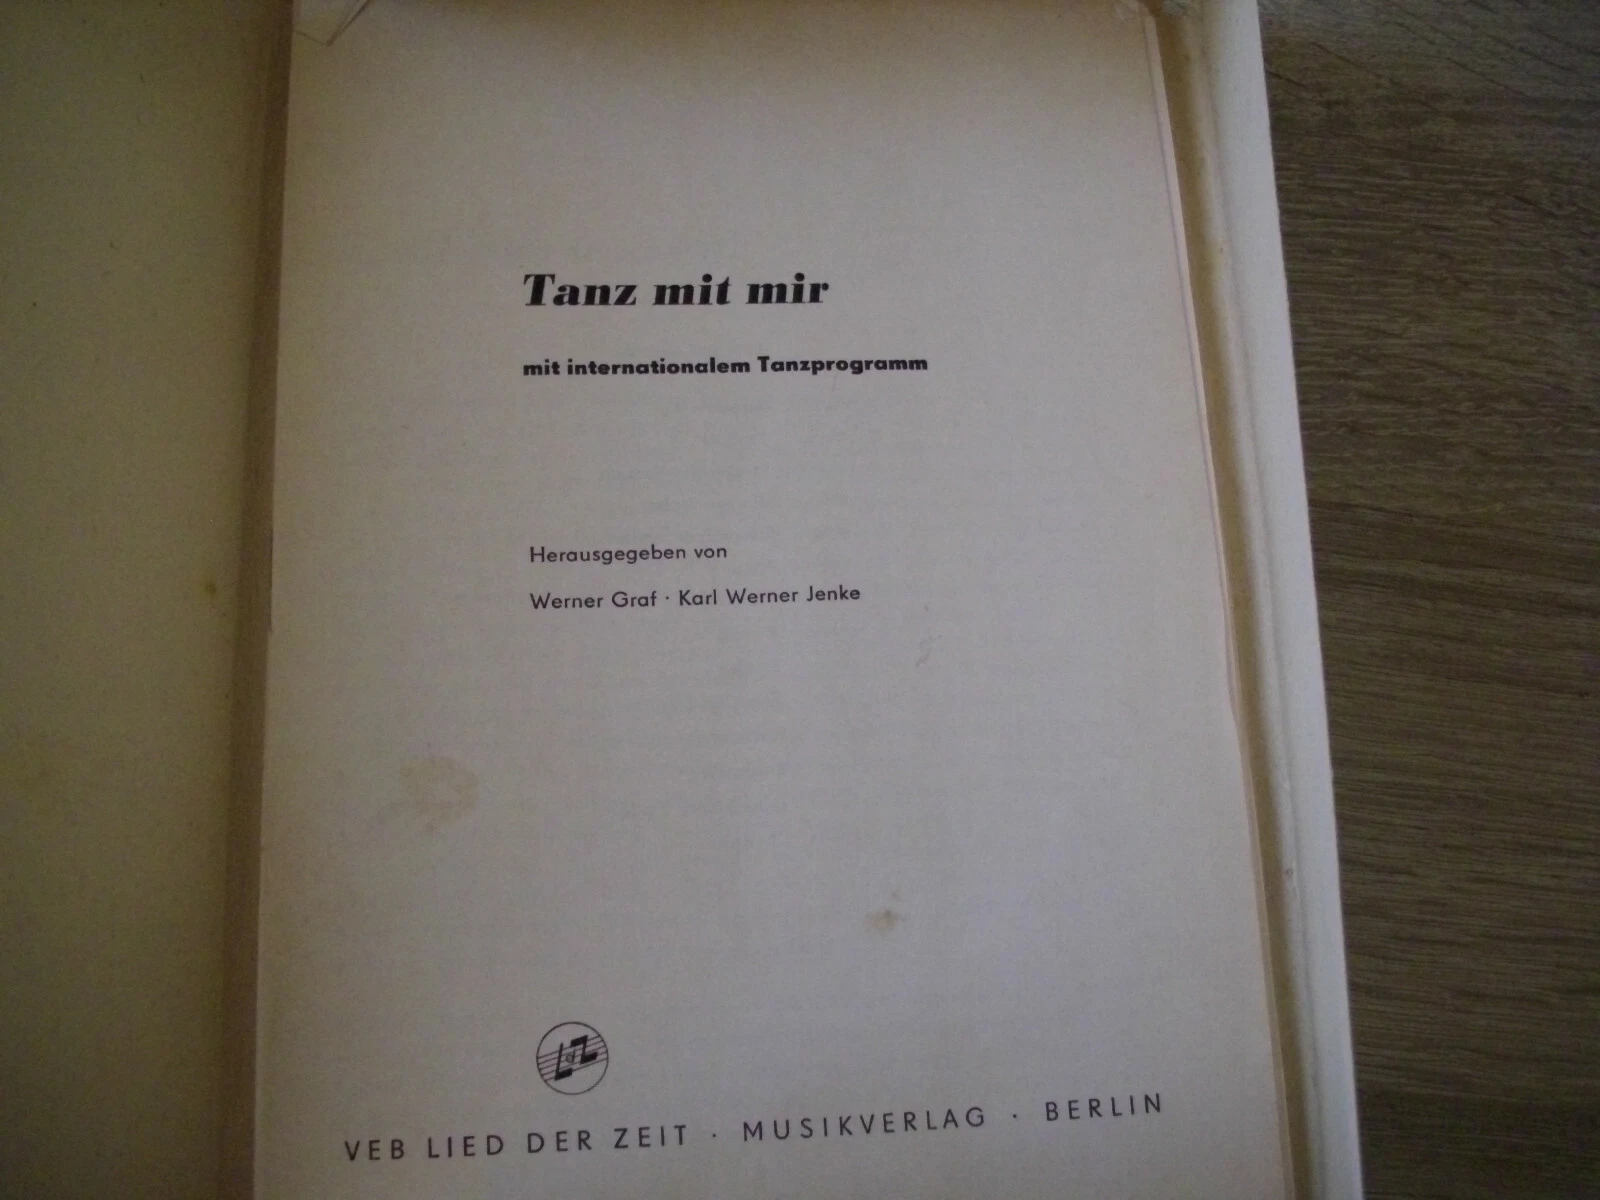 Tanz mit mir
mit internationalem Tanzprogramm
Herausgegeben von
Werner Graf · Karl Werner Jenke
LdZ
VEB LIED DER ZEIT · MUSIKVERLAG · BERLIN